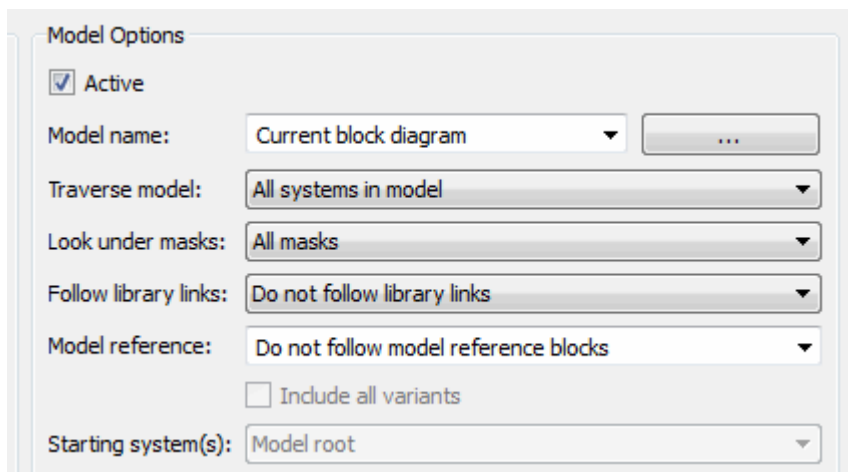 Model Options
Active
Model name: Current block diagram ...
Traverse model: All systems in model
Look under masks: All masks
Follow library links: Do not follow library links
Model reference: Do not follow model reference blocks
Include all variants
Starting system(s): Model root